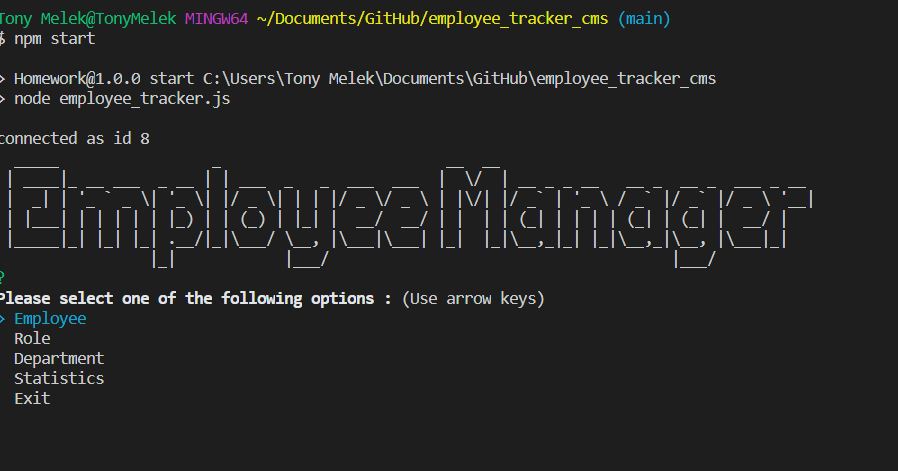 Tony Melek@TonyMelek MINGW64 ~/Documents/GitHub/employee_tracker_cms (main)
$ npm start
> Homework@1.0.0 start C:\Users\Tony Melek\Documents\GitHub\employee_tracker_cms
> node employee_tracker.js
connected as id 8
EmployeeManager
?
Please select one of the following options : (Use arrow keys)
> Employee
Role
Department
Statistics
Exit